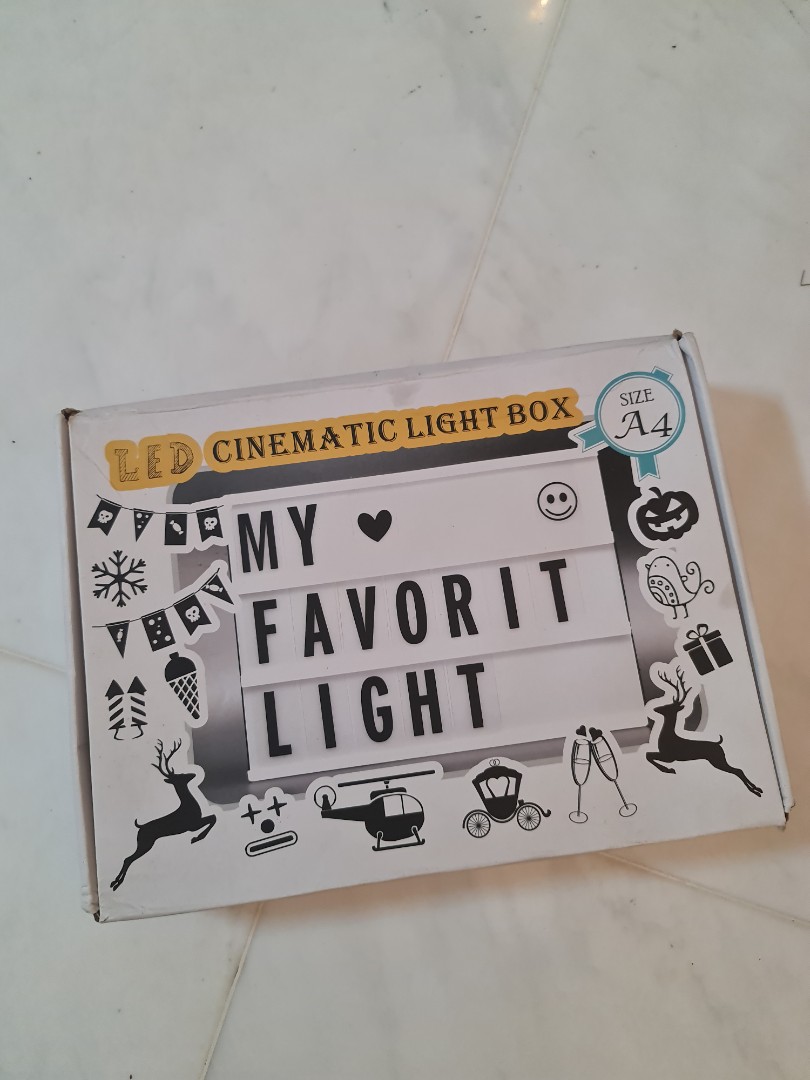 LED CINEMATIC LIGHT BOX
SIZE
A4
MY
FAVORIT
LIGHT